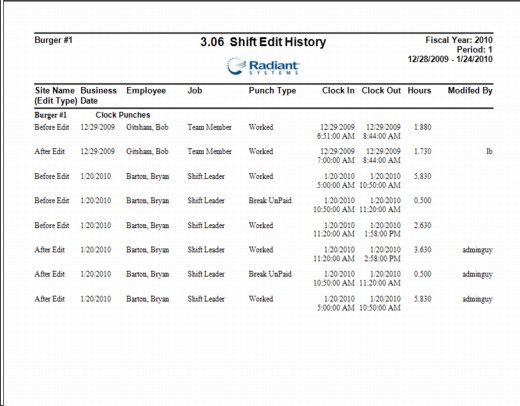 Burger #1 3.06 Shift Edit History Fiscal Year: 2010
Period: 1
12/28/2009 - 1/24/2010
Radiant
SYSTEMS
Site Name Business Employee Job Punch Type Clock In Clock Out Hours Modifed By
(Edit Type) Date
Burger #1 Clock Punches
Before Edit 12/29/2009 Gitsham, Bob Team Member Worked 12/29/2009 12/29/2009 1.880
6:51:00 AM 8:44:00 AM
After Edit 12/29/2009 Gitsham, Bob Team Member Worked 12/29/2009 12/29/2009 1.730 lb
7:00:00 AM 8:44:00 AM
Before Edit 1/20/2010 Barton, Bryan Shift Leader Worked 1/20/2010 1/20/2010 5.830
5:00:00 AM 10:50:00 AM
Before Edit 1/20/2010 Barton, Bryan Shift Leader Break UnPaid 1/20/2010 1/20/2010 0.500
10:50:00 AM 11:20:00 AM
Before Edit 1/20/2010 Barton, Bryan Shift Leader Worked 1/20/2010 1/20/2010 2.630
11:20:00 AM 1:58:00 PM
After Edit 1/20/2010 Barton, Bryan Shift Leader Worked 1/20/2010 1/20/2010 3.630 adminguy
11:20:00 AM 2:58:00 PM
After Edit 1/20/2010 Barton, Bryan Shift Leader Break UnPaid 1/20/2010 1/20/2010 0.500 adminguy
10:50:00 AM 11:20:00 AM
After Edit 1/20/2010 Barton, Bryan Shift Leader Worked 1/20/2010 1/20/2010 5.830 adminguy
5:00:00 AM 10:50:00 AM